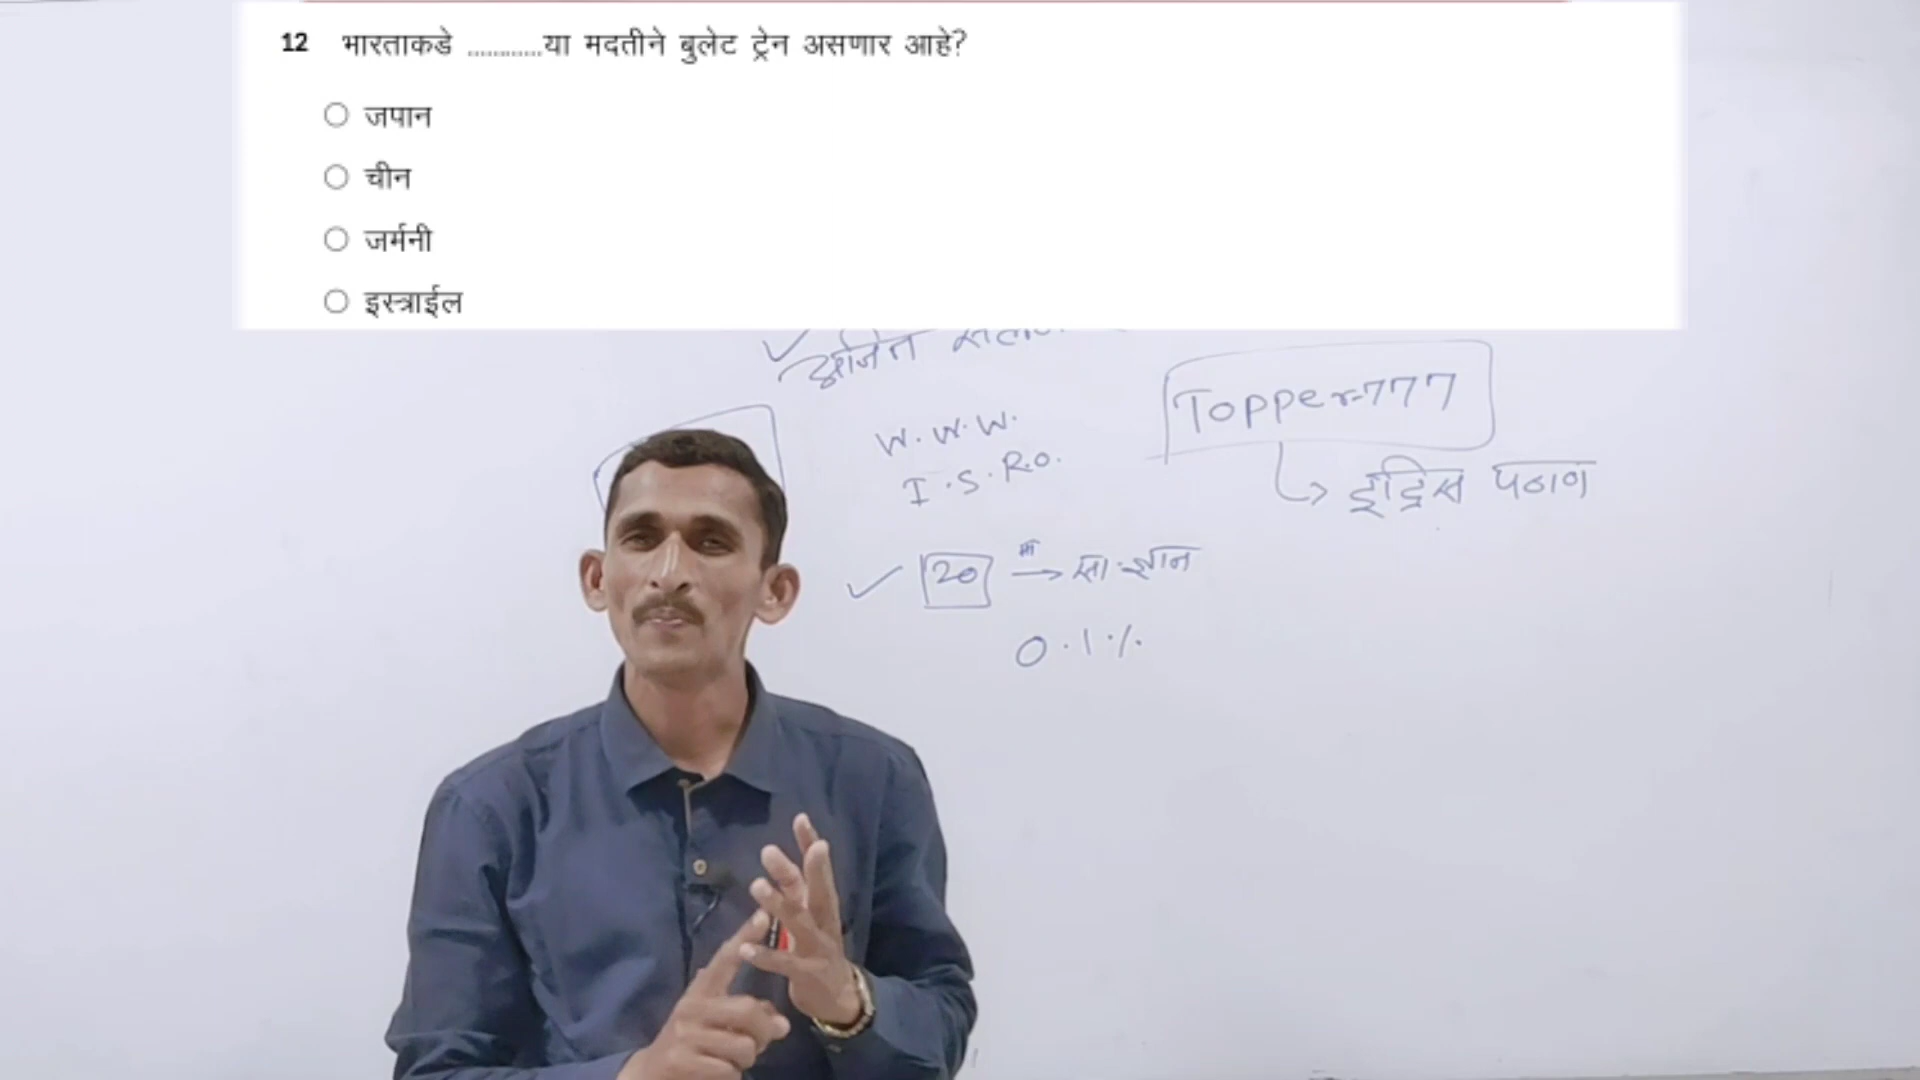 12 भारताकडे ............या मदतीने बुलेट ट्रेन असणार आहे?
जपान
चीन
जर्मनी
इस्त्राईल
W. W. W.
I.S.R.O.
Topper-777
इद्रिस पठाण
20 → सा.ज्ञान
0.1%